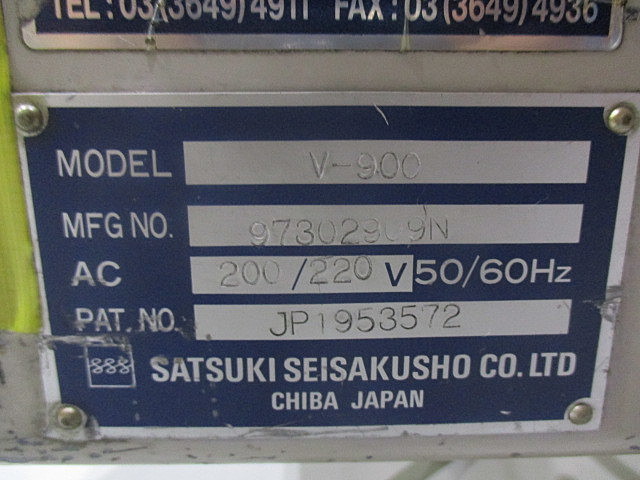 TEL:03(3649)4911 FAX:03(3649)4936
MODEL V-900
MFG NO.
AC 200/220 V 50/60Hz
PAT. NO. JP1953572
SATSUKI SEISAKUSHO CO. LTD
CHIBA JAPAN